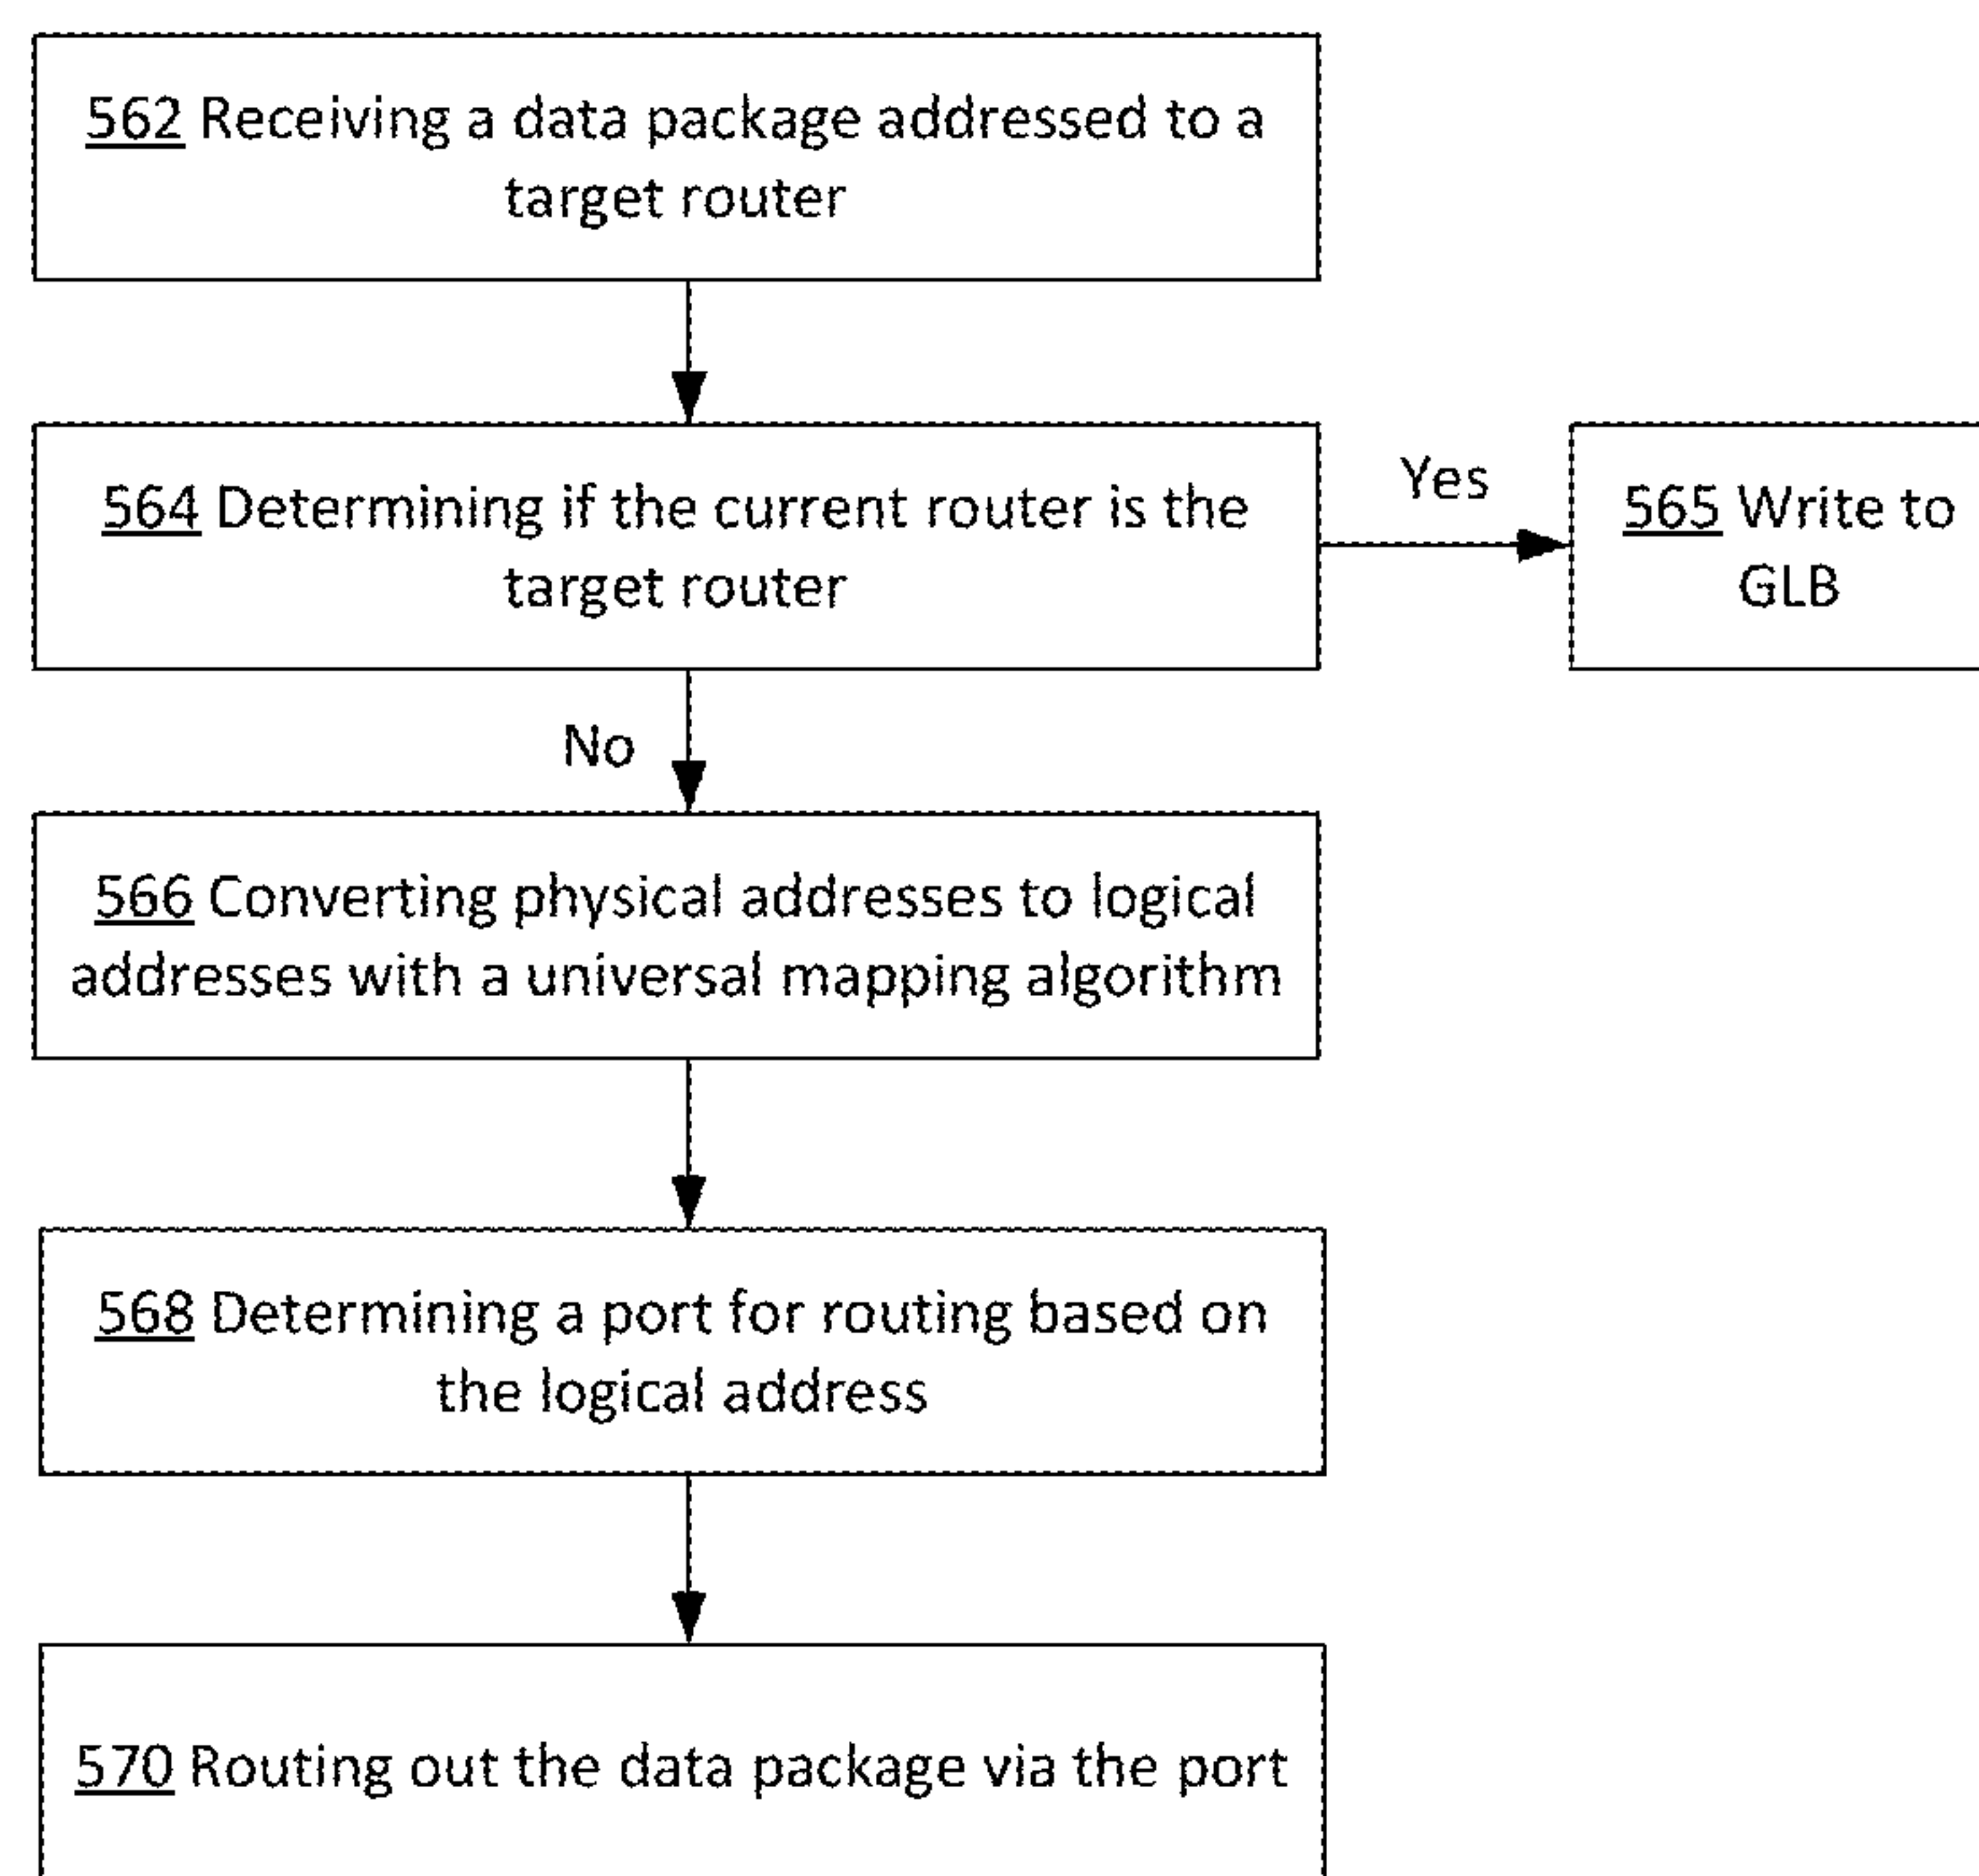 562 Receiving a data package addressed to a
target router
564 Determining if the current router is the
target router
Yes
565 Write to
GLB
No
566 Converting physical addresses to logical
addresses with a universal mapping algorithm
568 Determining a port for routing based on
the logical address
570 Routing out the data package via the port